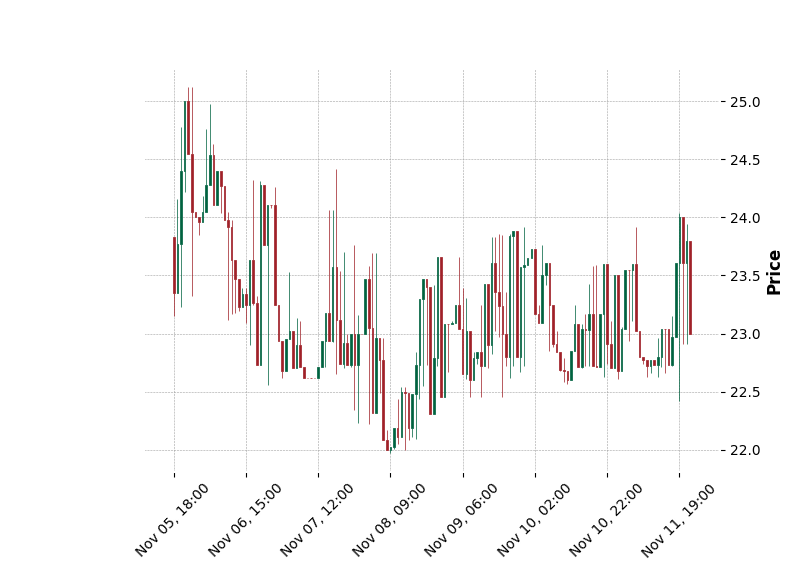 25.0
24.5
24.0
23.5
23.0
22.5
22.0
Price
Nov 05, 18:00
Nov 06, 15:00
Nov 07, 12:00
Nov 08, 09:00
Nov 09, 06:00
Nov 10, 02:00
Nov 10, 22:00
Nov 11, 19:00